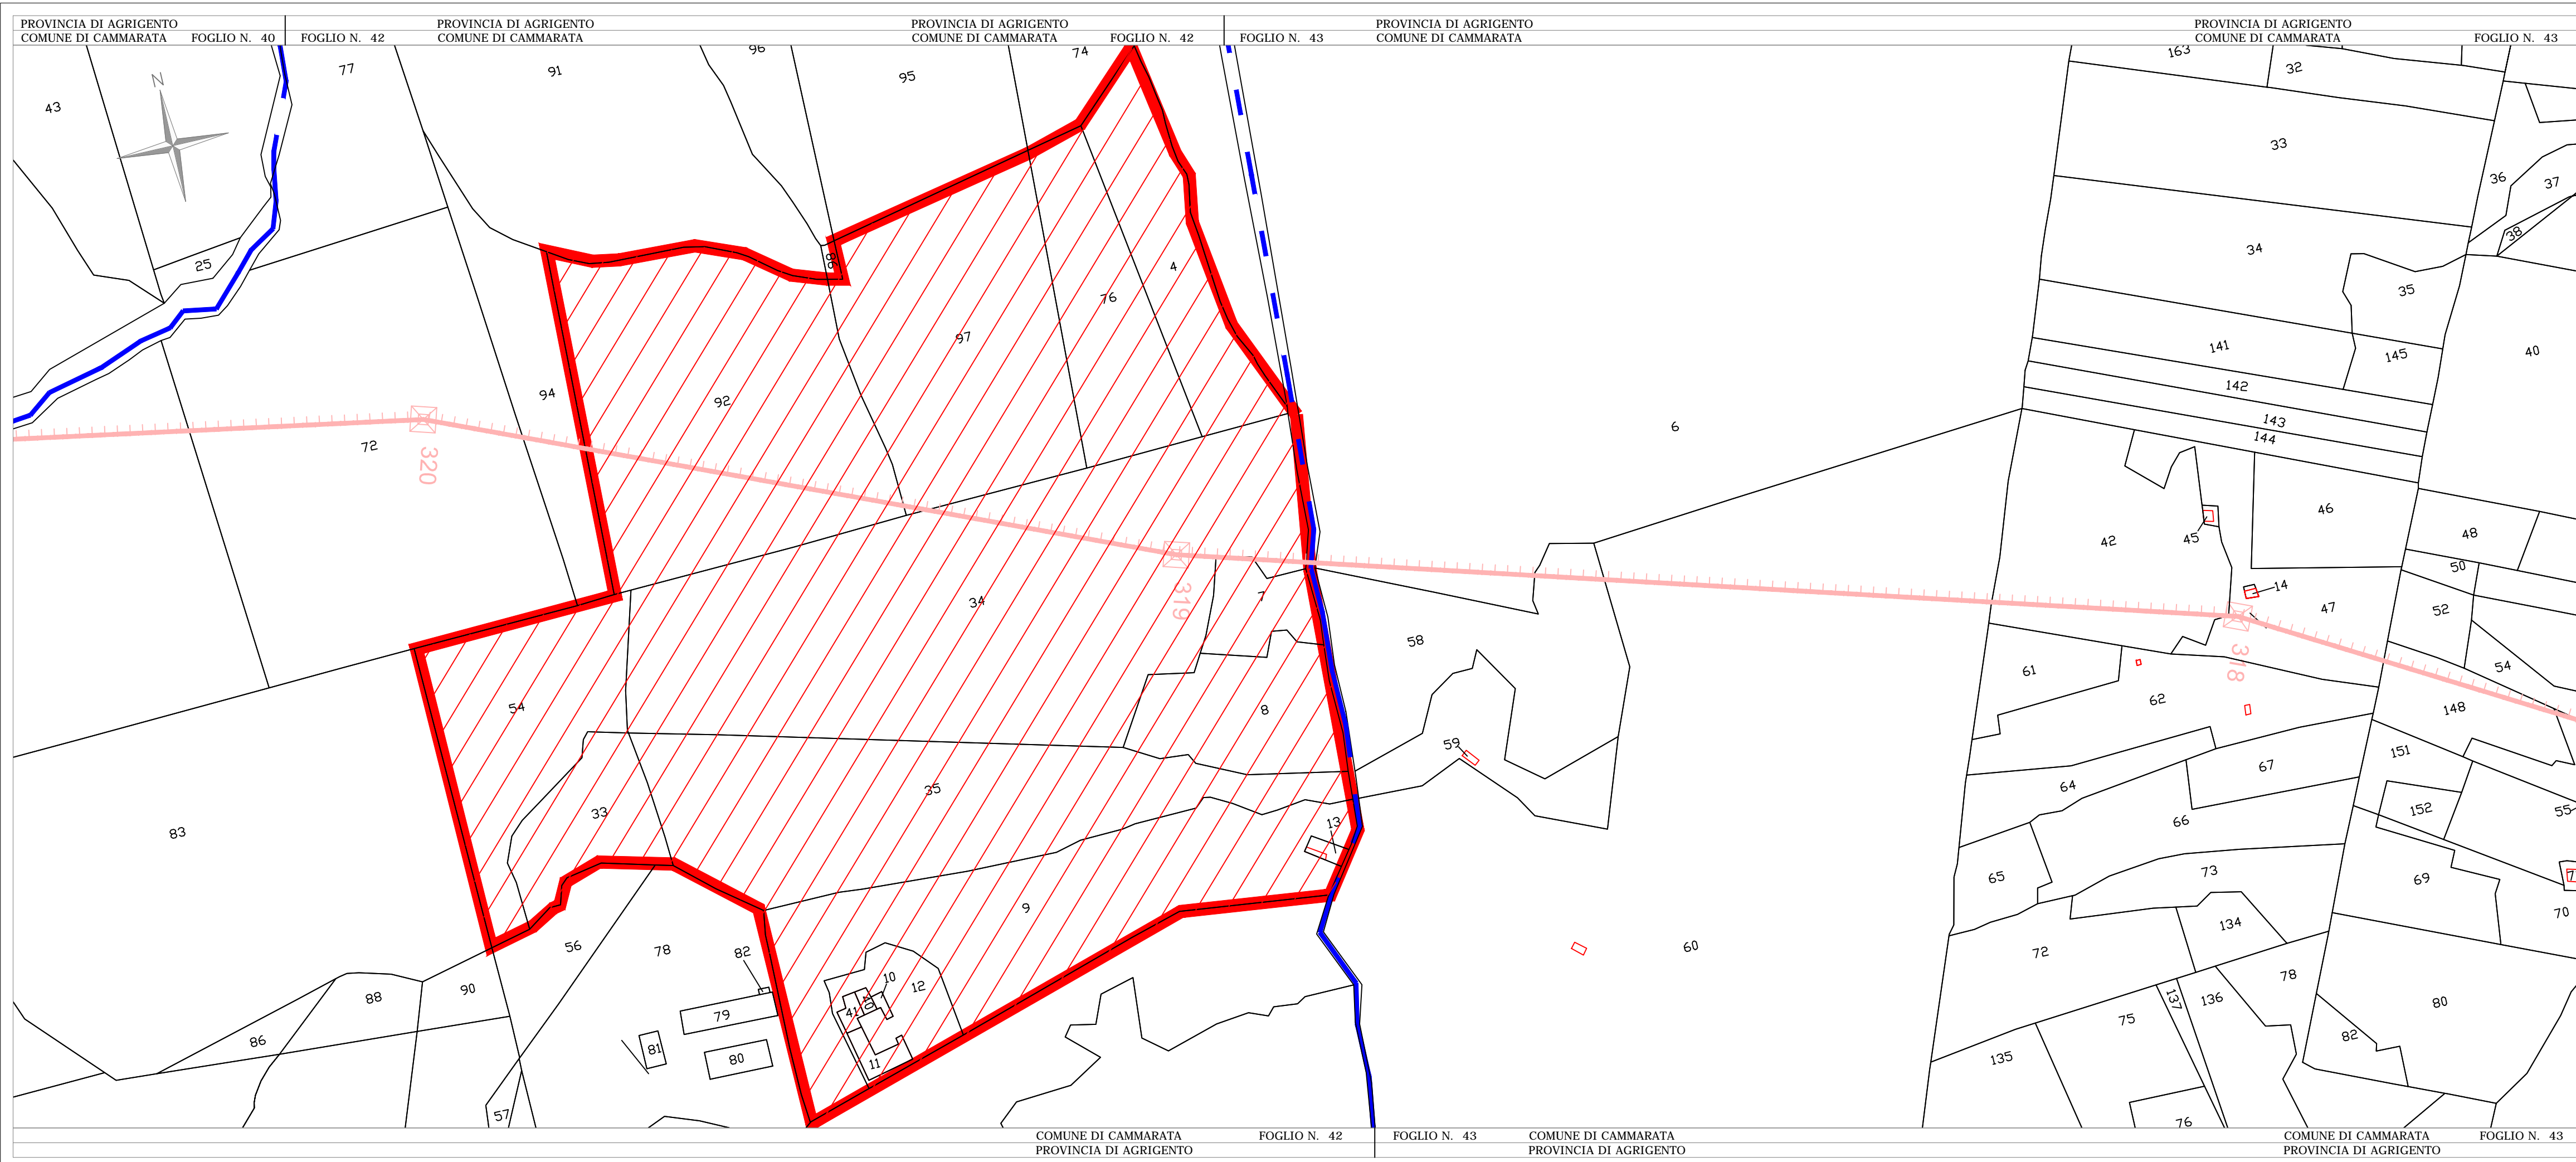 PROVINCIA DI AGRIGENTO PROVINCIA DI AGRIGENTO PROVINCIA DI AGRIGENTO PROVINCIA DI AGRIGENTO PROVINCIA DI AGRIGENTO
COMUNE DI CAMMARATA FOGLIO N. 40 FOGLIO N. 42 COMUNE DI CAMMARATA COMUNE DI CAMMARATA FOGLIO N. 42 FOGLIO N. 43 COMUNE DI CAMMARATA COMUNE DI CAMMARATA FOGLIO N. 43
96 74 163
77 91 95 32
N
43
33
36 37
38
25 86 4 34
76 35
97 141 145 40
94 92 142
143
6
144
72
320
46
42 45 48
50
14
34 7 319 47 52
58
318 61 54
54 8 62 148
59 151
67
35 64
33 13 66 152 55
83
73
65 69 7
9 70
134
56 78 82 60 72
10 78
88 90 12 137 136 80
40
79 41 75
86 82
81 80 11 135
57 76
COMUNE DI CAMMARATA FOGLIO N. 42 FOGLIO N. 43 COMUNE DI CAMMARATA COMUNE DI CAMMARATA FOGLIO N. 43
PROVINCIA DI AGRIGENTO PROVINCIA DI AGRIGENTO PROVINCIA DI AGRIGENTO